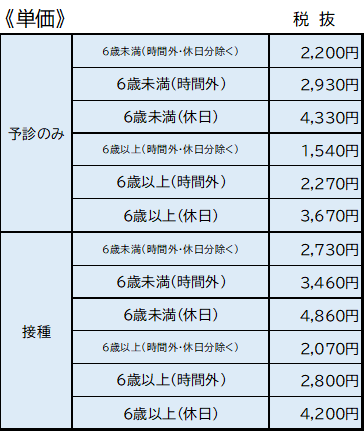 《単価》 税 抜
予診のみ
6歳未満(時間外・休日分除く) 2,200円
6歳未満(時間外) 2,930円
6歳未満(休日) 4,330円
6歳以上(時間外・休日分除く) 1,540円
6歳以上(時間外) 2,270円
6歳以上(休日) 3,670円
接種
6歳未満(時間外・休日分除く) 2,730円
6歳未満(時間外) 3,460円
6歳未満(休日) 4,860円
6歳以上(時間外・休日分除く) 2,070円
6歳以上(時間外) 2,800円
6歳以上(休日) 4,200円